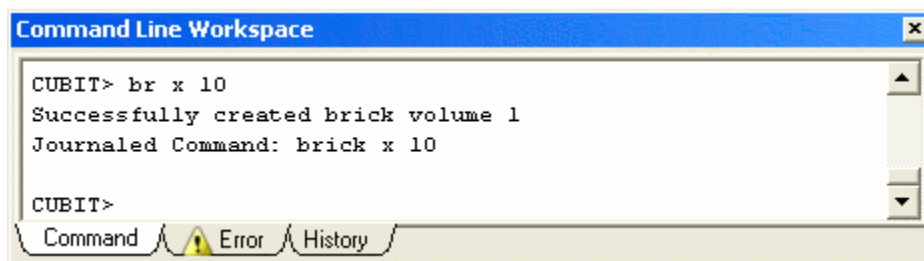 Command Line Workspace
CUBIT> br x 10
Successfully created brick volume 1
Journaled Command: brick x 10
CUBIT>
Command Error History